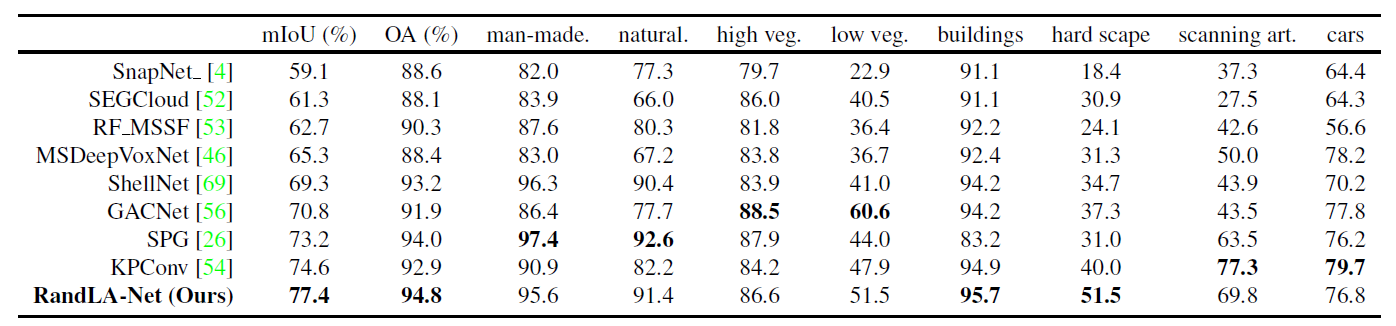 mIoU (%) OA (%) man-made. natural. high veg. low veg. buildings hard scape scanning art. cars
SnapNet_ [4] 59.1 88.6 82.0 77.3 79.7 22.9 91.1 18.4 37.3 64.4
SEGCloud [52] 61.3 88.1 83.9 66.0 86.0 40.5 91.1 30.9 27.5 64.3
RF_MSSF [53] 62.7 90.3 87.6 80.3 81.8 36.4 92.2 24.1 42.6 56.6
MSDeepVoxNet [46] 65.3 88.4 83.0 67.2 83.8 36.7 92.4 31.3 50.0 78.2
ShellNet [69] 69.3 93.2 96.3 90.4 83.9 41.0 94.2 34.7 43.9 70.2
GACNet [56] 70.8 91.9 86.4 77.7 88.5 60.6 94.2 37.3 43.5 77.8
SPG [26] 73.2 94.0 97.4 92.6 87.9 44.0 83.2 31.0 63.5 76.2
KPConv [54] 74.6 92.9 90.9 82.2 84.2 47.9 94.9 40.0 77.3 79.7
RandLA-Net (Ours) 77.4 94.8 95.6 91.4 86.6 51.5 95.7 51.5 69.8 76.8